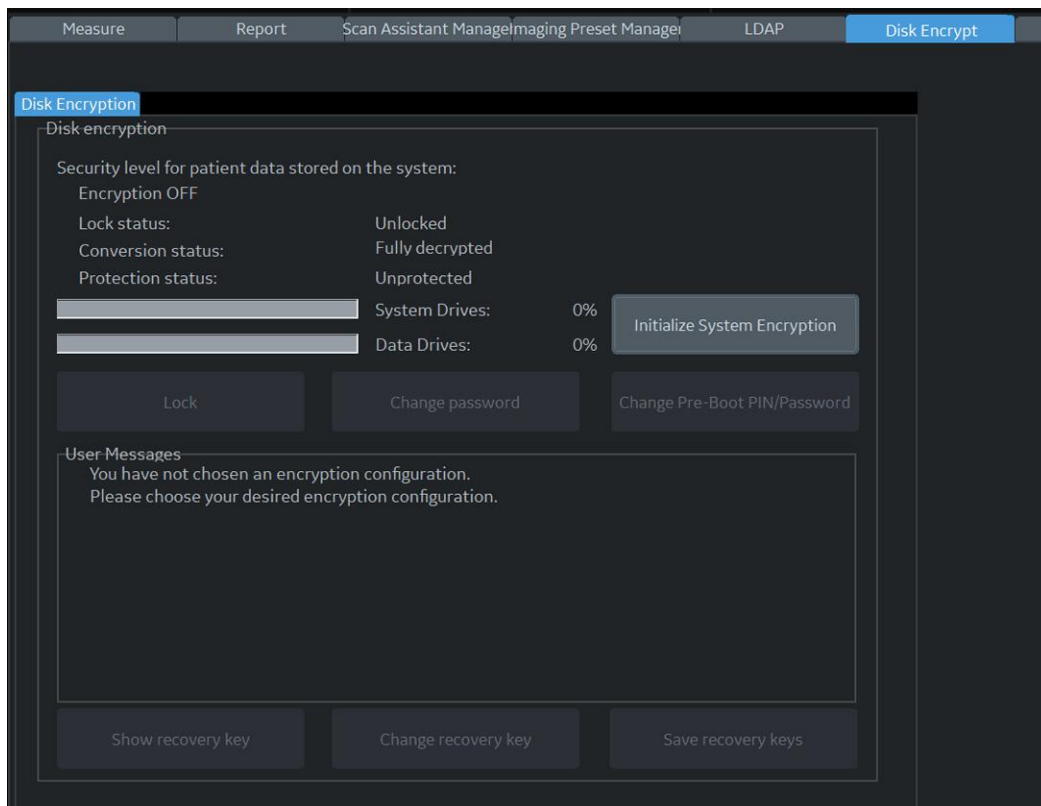 Measure Report Scan Assistant Manage Imaging Preset Manager LDAP Disk Encrypt
Disk Encryption
Disk encryption
Security level for patient data stored on the system:
Encryption OFF
Lock status: Unlocked
Conversion status: Fully decrypted
Protection status: Unprotected
System Drives: 0%
Initialize System Encryption
Data Drives: 0%
Lock Change password Change Pre-Boot PIN/Password
User Messages
You have not chosen an encryption configuration.
Please choose your desired encryption configuration.
Show recovery key Change recovery key Save recovery keys